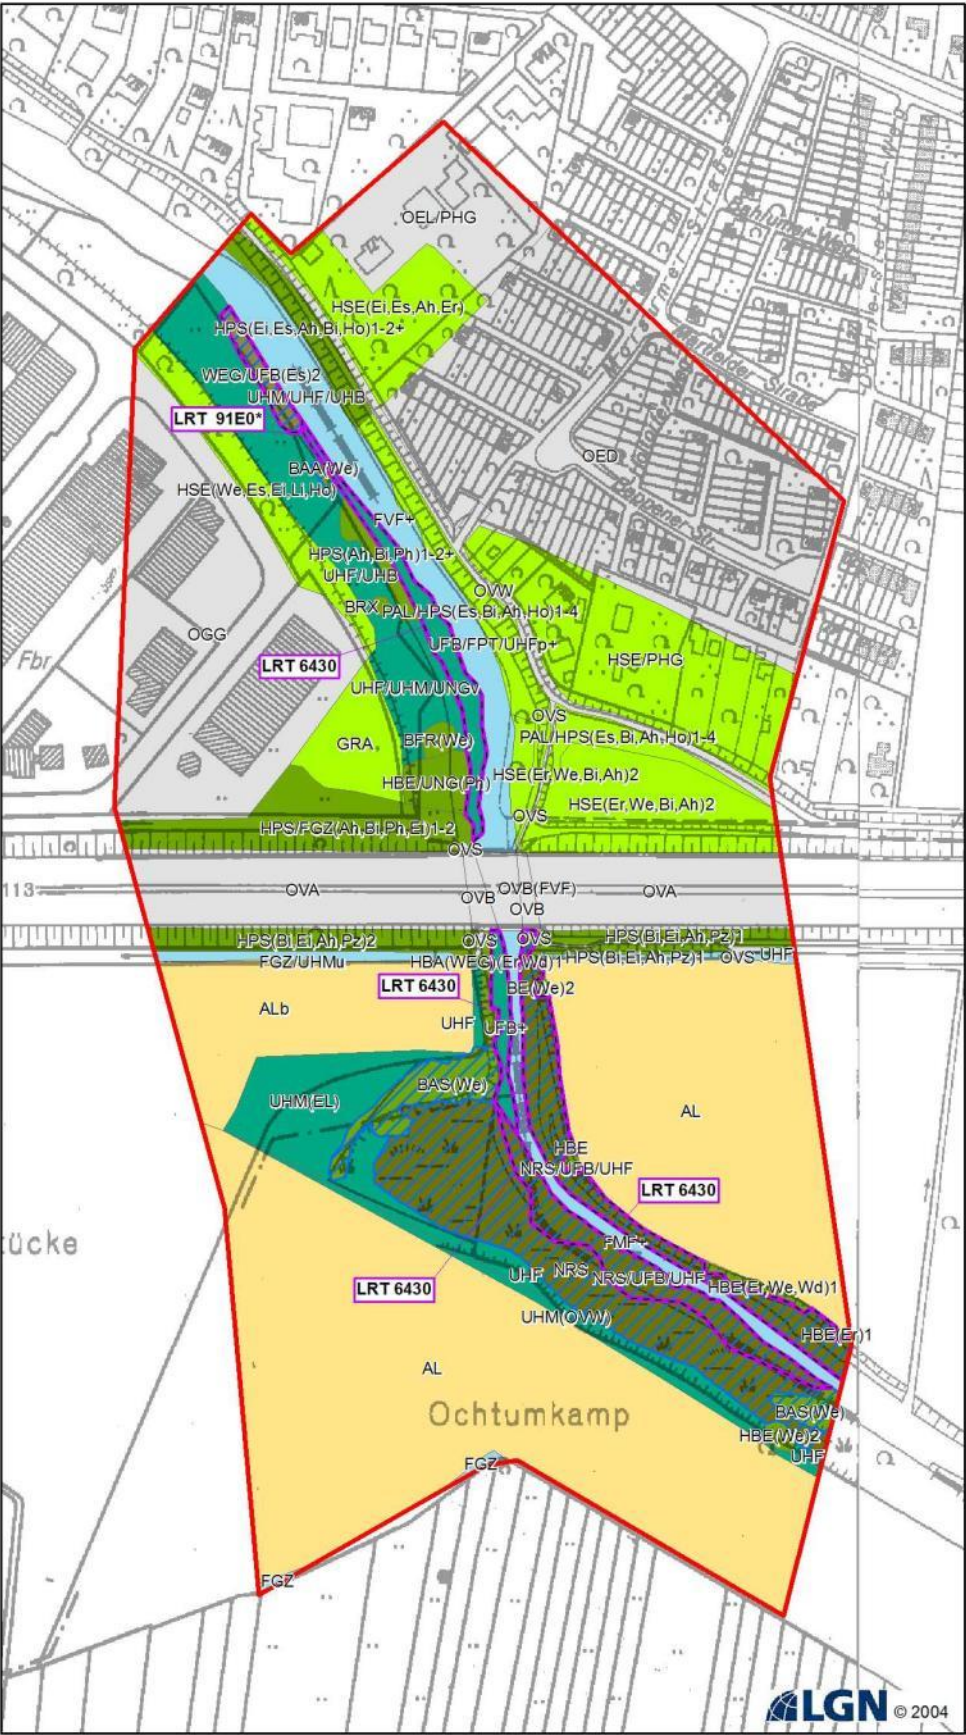 OEL/PHG
HSE(Ei,Es,Ah,Er)
HPS(Ei,Es,Ah,Bi,Ho)1-2+
WEG/UFB(Es)2
UHM/UHF/UHB
LRT 91E0*
OED
BAA(We)
HSE(We,Es,Ei,Li,Ho)
FVF+
HPS(Ah,Bi,Ph)1-2+
UHF/UHB
OVW
BRX
PAL/HPS(Es,Bi,Ah,Ho)1-4
OGG
UFB/FPT/UHFp+
Fbr
LRT 6430
HSE/PHG
UHF/UHM/UNGv
OVS
GRA
BFR(We)
PAL/HPS(Es,Bi,Ah,Ho)1-4
HBE/UNG(Ph)
HSE(Er,We,Bi,Ah)2
HSE(Er,We,Bi,Ah)2
OVS
HPS/FGZ(Ah,Bi,Ph,Ei)1-2
OVS
113
OVA
OVB
OVB(FVF)
OVA
OVB
HPS(Bi,Ei,Ah,Pz)2
OVS
OVS
HPS(Bi,Ei,Ah,Pz)1
FGZ/UHMu
HBA(WEG)(Er,Wd)1
HPS(Bi,Ei,Ah,Pz)1
OVS
UHF
LRT 6430
BE(We)2
ALb
UHF
UFB+
BAS(We)
UHM(EL)
AL
HBE
NRS/UFB/UHF
LRT 6430
ücke
FMF+
UHF
NRS
NRS/UFB/UHF
HBE(Er,We,Wd)1
LRT 6430
UHM(OVW)
HBE(Er)1
AL
Ochtumkamp
BAS(We)
HBE(We)2
UHF
FGZ
FGZ
LGN © 2004